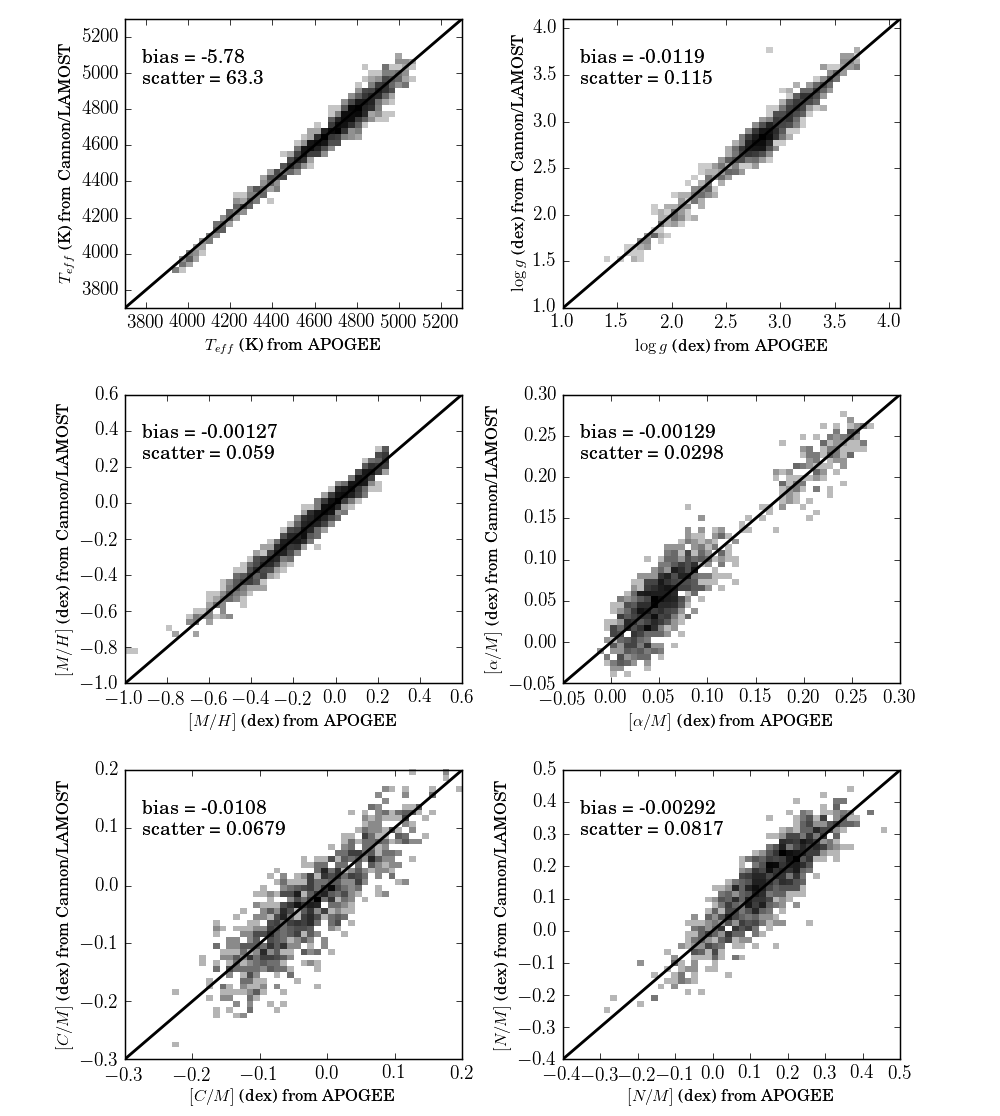 5200
5000
4800
4600
4400
4200
4000
3800
bias = -5.78
scatter = 63.3
T_{eff} (K) from Cannon/LAMOST
3800 4000 4200 4400 4600 4800 5000 5200
T_{eff} (K) from APOGEE
4.0
3.5
3.0
2.5
2.0
1.5
1.0
bias = -0.0119
scatter = 0.115
log g (dex) from Cannon/LAMOST
1.0 1.5 2.0 2.5 3.0 3.5 4.0
log g (dex) from APOGEE
0.6
0.4
0.2
0.0
−0.2
−0.4
−0.6
−0.8
−1.0
bias = -0.00127
scatter = 0.059
[M/H] (dex) from Cannon/LAMOST
−1.0 −0.8 −0.6 −0.4 −0.2 0.0 0.2 0.4 0.6
[M/H] (dex) from APOGEE
0.30
0.25
0.20
0.15
0.10
0.05
0.00
−0.05
bias = -0.00129
scatter = 0.0298
[α/M] (dex) from Cannon/LAMOST
−0.05 0.00 0.05 0.10 0.15 0.20 0.25 0.30
[α/M] (dex) from APOGEE
0.2
0.1
0.0
−0.1
−0.2
−0.3
bias = -0.0108
scatter = 0.0679
[C/M] (dex) from Cannon/LAMOST
−0.3 −0.2 −0.1 0.0 0.1 0.2
[C/M] (dex) from APOGEE
0.5
0.4
0.3
0.2
0.1
0.0
−0.1
−0.2
−0.3
−0.4
bias = -0.00292
scatter = 0.0817
[N/M] (dex) from Cannon/LAMOST
−0.4 −0.3 −0.2 −0.1 0.0 0.1 0.2 0.3 0.4 0.5
[N/M] (dex) from APOGEE